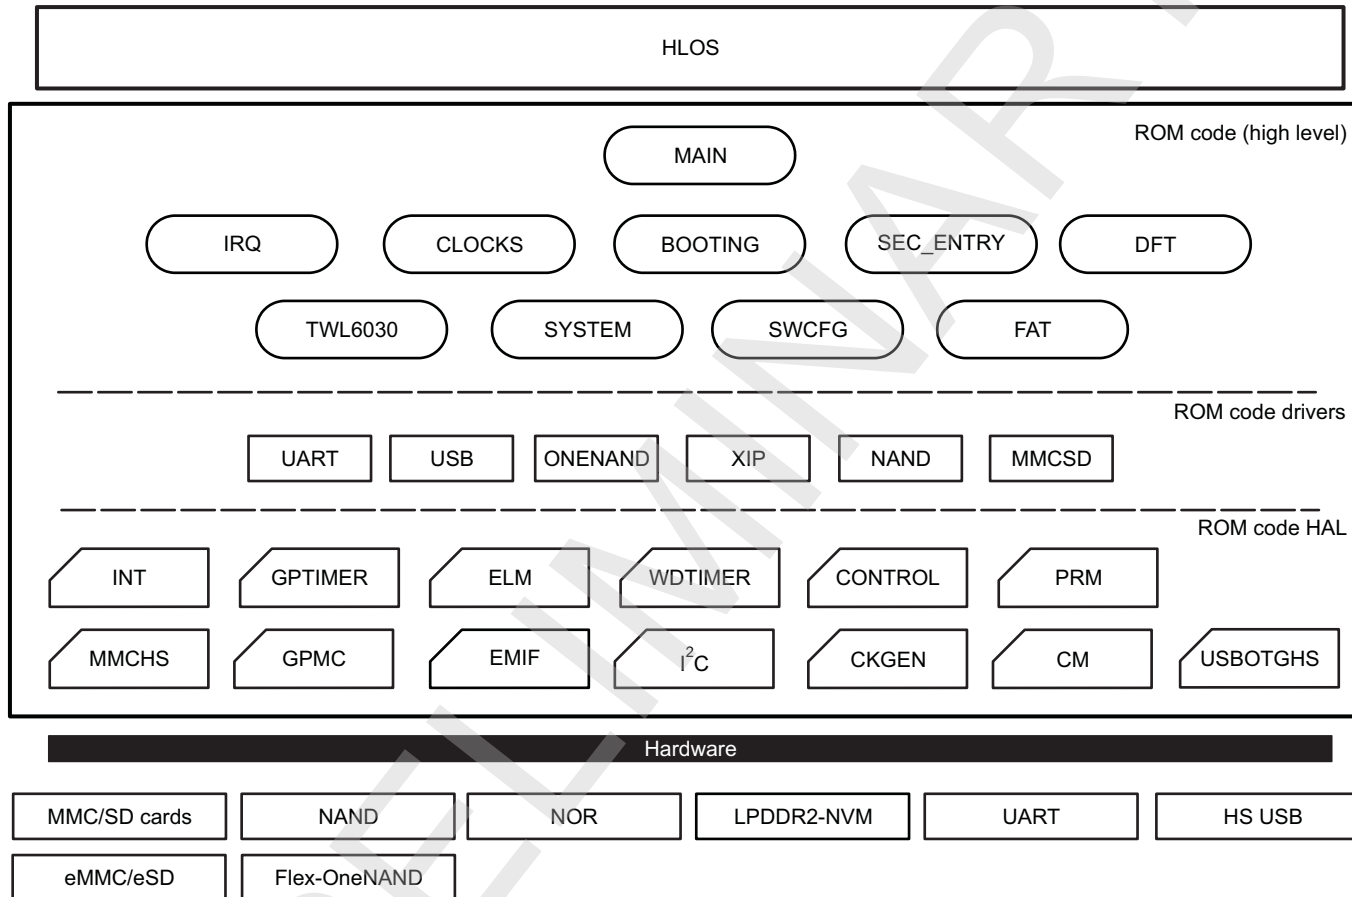 HLOS
ROM code (high level)
MAIN
IRQ CLOCKS BOOTING SEC_ENTRY DFT
TWL6030 SYSTEM SWCFG FAT
ROM code drivers
UART USB ONENAND XIP NAND MMCSD
ROM code HAL
INT GPTIMER ELM WDTIMER CONTROL PRM
MMCHS GPMC EMIF I²C CKGEN CM USBOTGHS
Hardware
MMC/SD cards NAND NOR LPDDR2-NVM UART HS USB
eMMC/eSD Flex-OneNAND